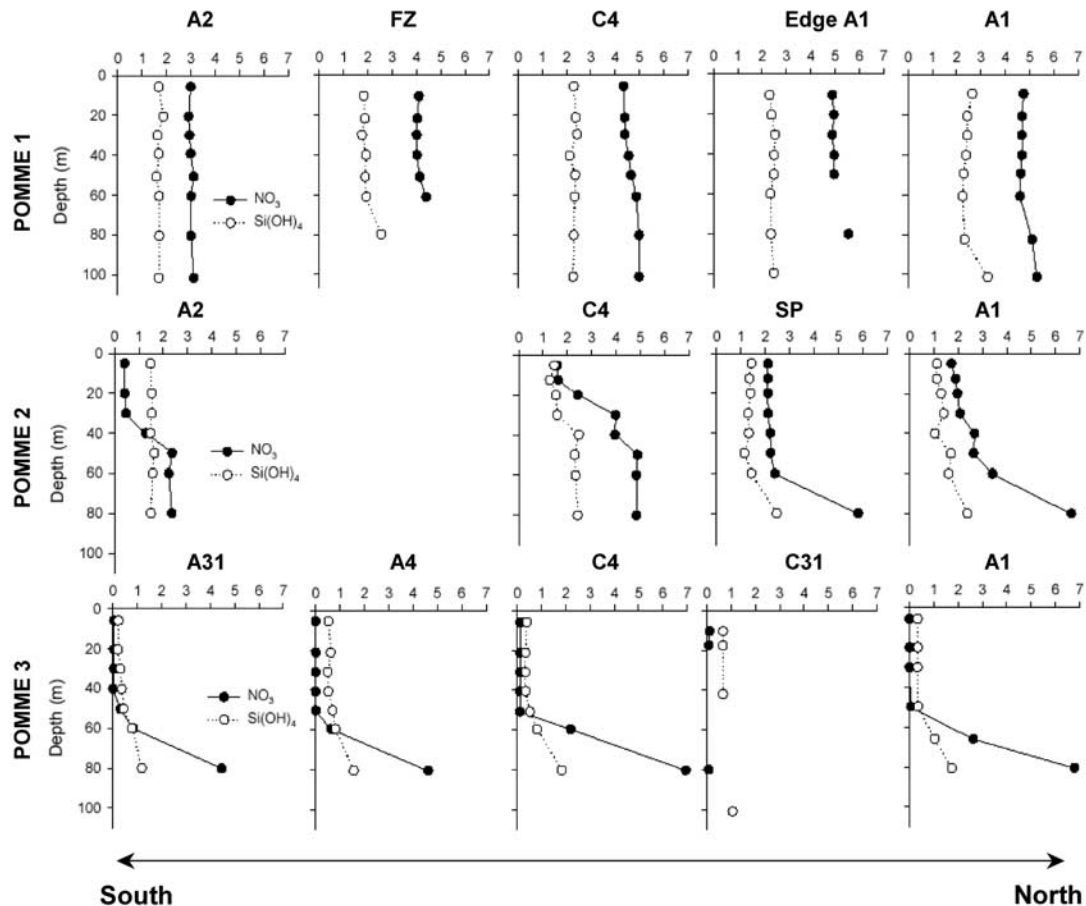 A2 FZ C4 Edge A1 A1
0 1 2 3 4 5 6 7 0 1 2 3 4 5 6 7 0 1 2 3 4 5 6 7 0 1 2 3 4 5 6 7 0 1 2 3 4 5 6 7
POMME 1
Depth (m)
0
20
40
60
80
100
NO3
Si(OH)4
A2 C4 SP A1
0 1 2 3 4 5 6 7 0 1 2 3 4 5 6 7 0 1 2 3 4 5 6 7 0 1 2 3 4 5 6 7
POMME 2
Depth (m)
0
20
40
60
80
100
NO3
Si(OH)4
A31 A4 C4 C31 A1
0 1 2 3 4 5 6 7 0 1 2 3 4 5 6 7 0 1 2 3 4 5 6 7 0 1 2 3 4 5 6 7 0 1 2 3 4 5 6 7
POMME 3
Depth (m)
0
20
40
60
80
100
NO3
Si(OH)4
South North